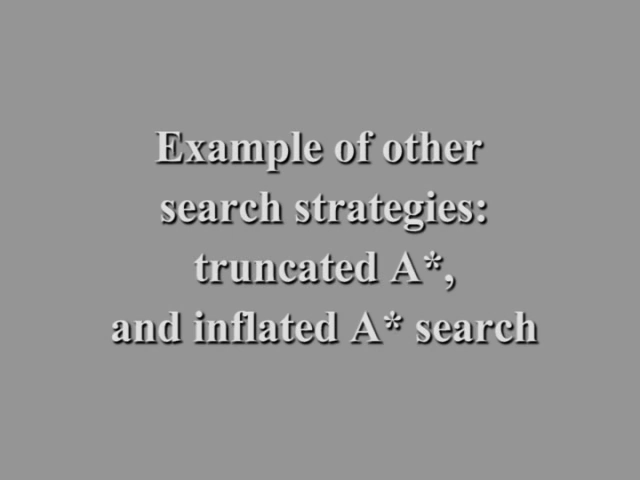 Example of other
search strategies:
truncated A*,
and inflated A* search